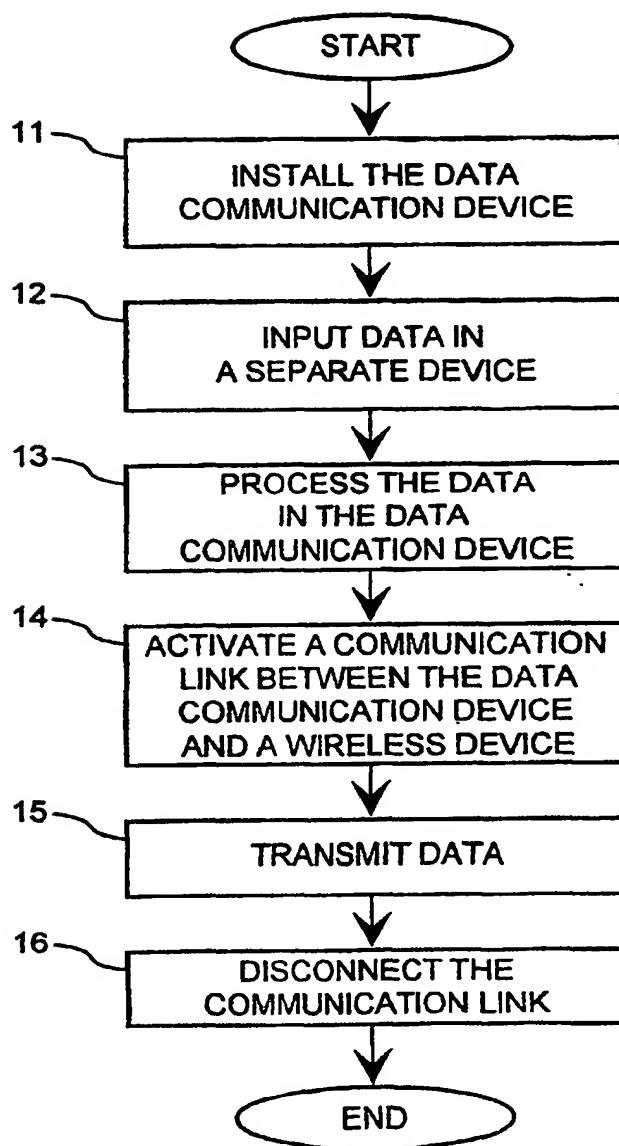 START
11
INSTALL THE DATA
COMMUNICATION DEVICE
12
INPUT DATA IN
A SEPARATE DEVICE
13
PROCESS THE DATA
IN THE DATA
COMMUNICATION DEVICE
14
ACTIVATE A COMMUNICATION
LINK BETWEEN THE DATA
COMMUNICATION DEVICE
AND A WIRELESS DEVICE
15
TRANSMIT DATA
16
DISCONNECT THE
COMMUNICATION LINK
END